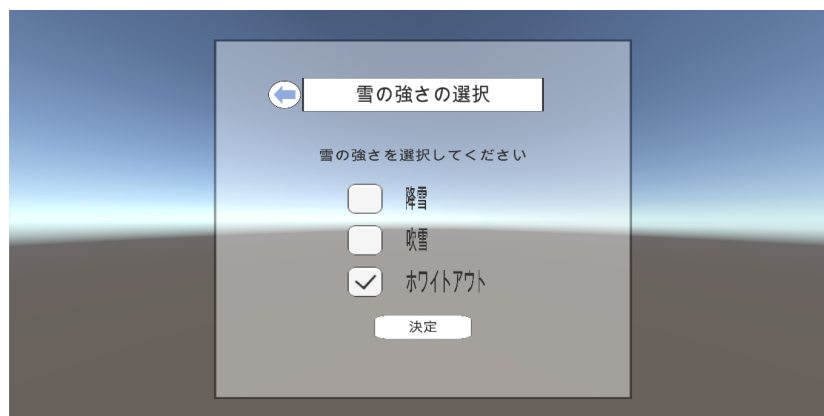 雪の強さの選択
雪の強さを選択してください
降雪
吹雪
ホワイトアウト
決定